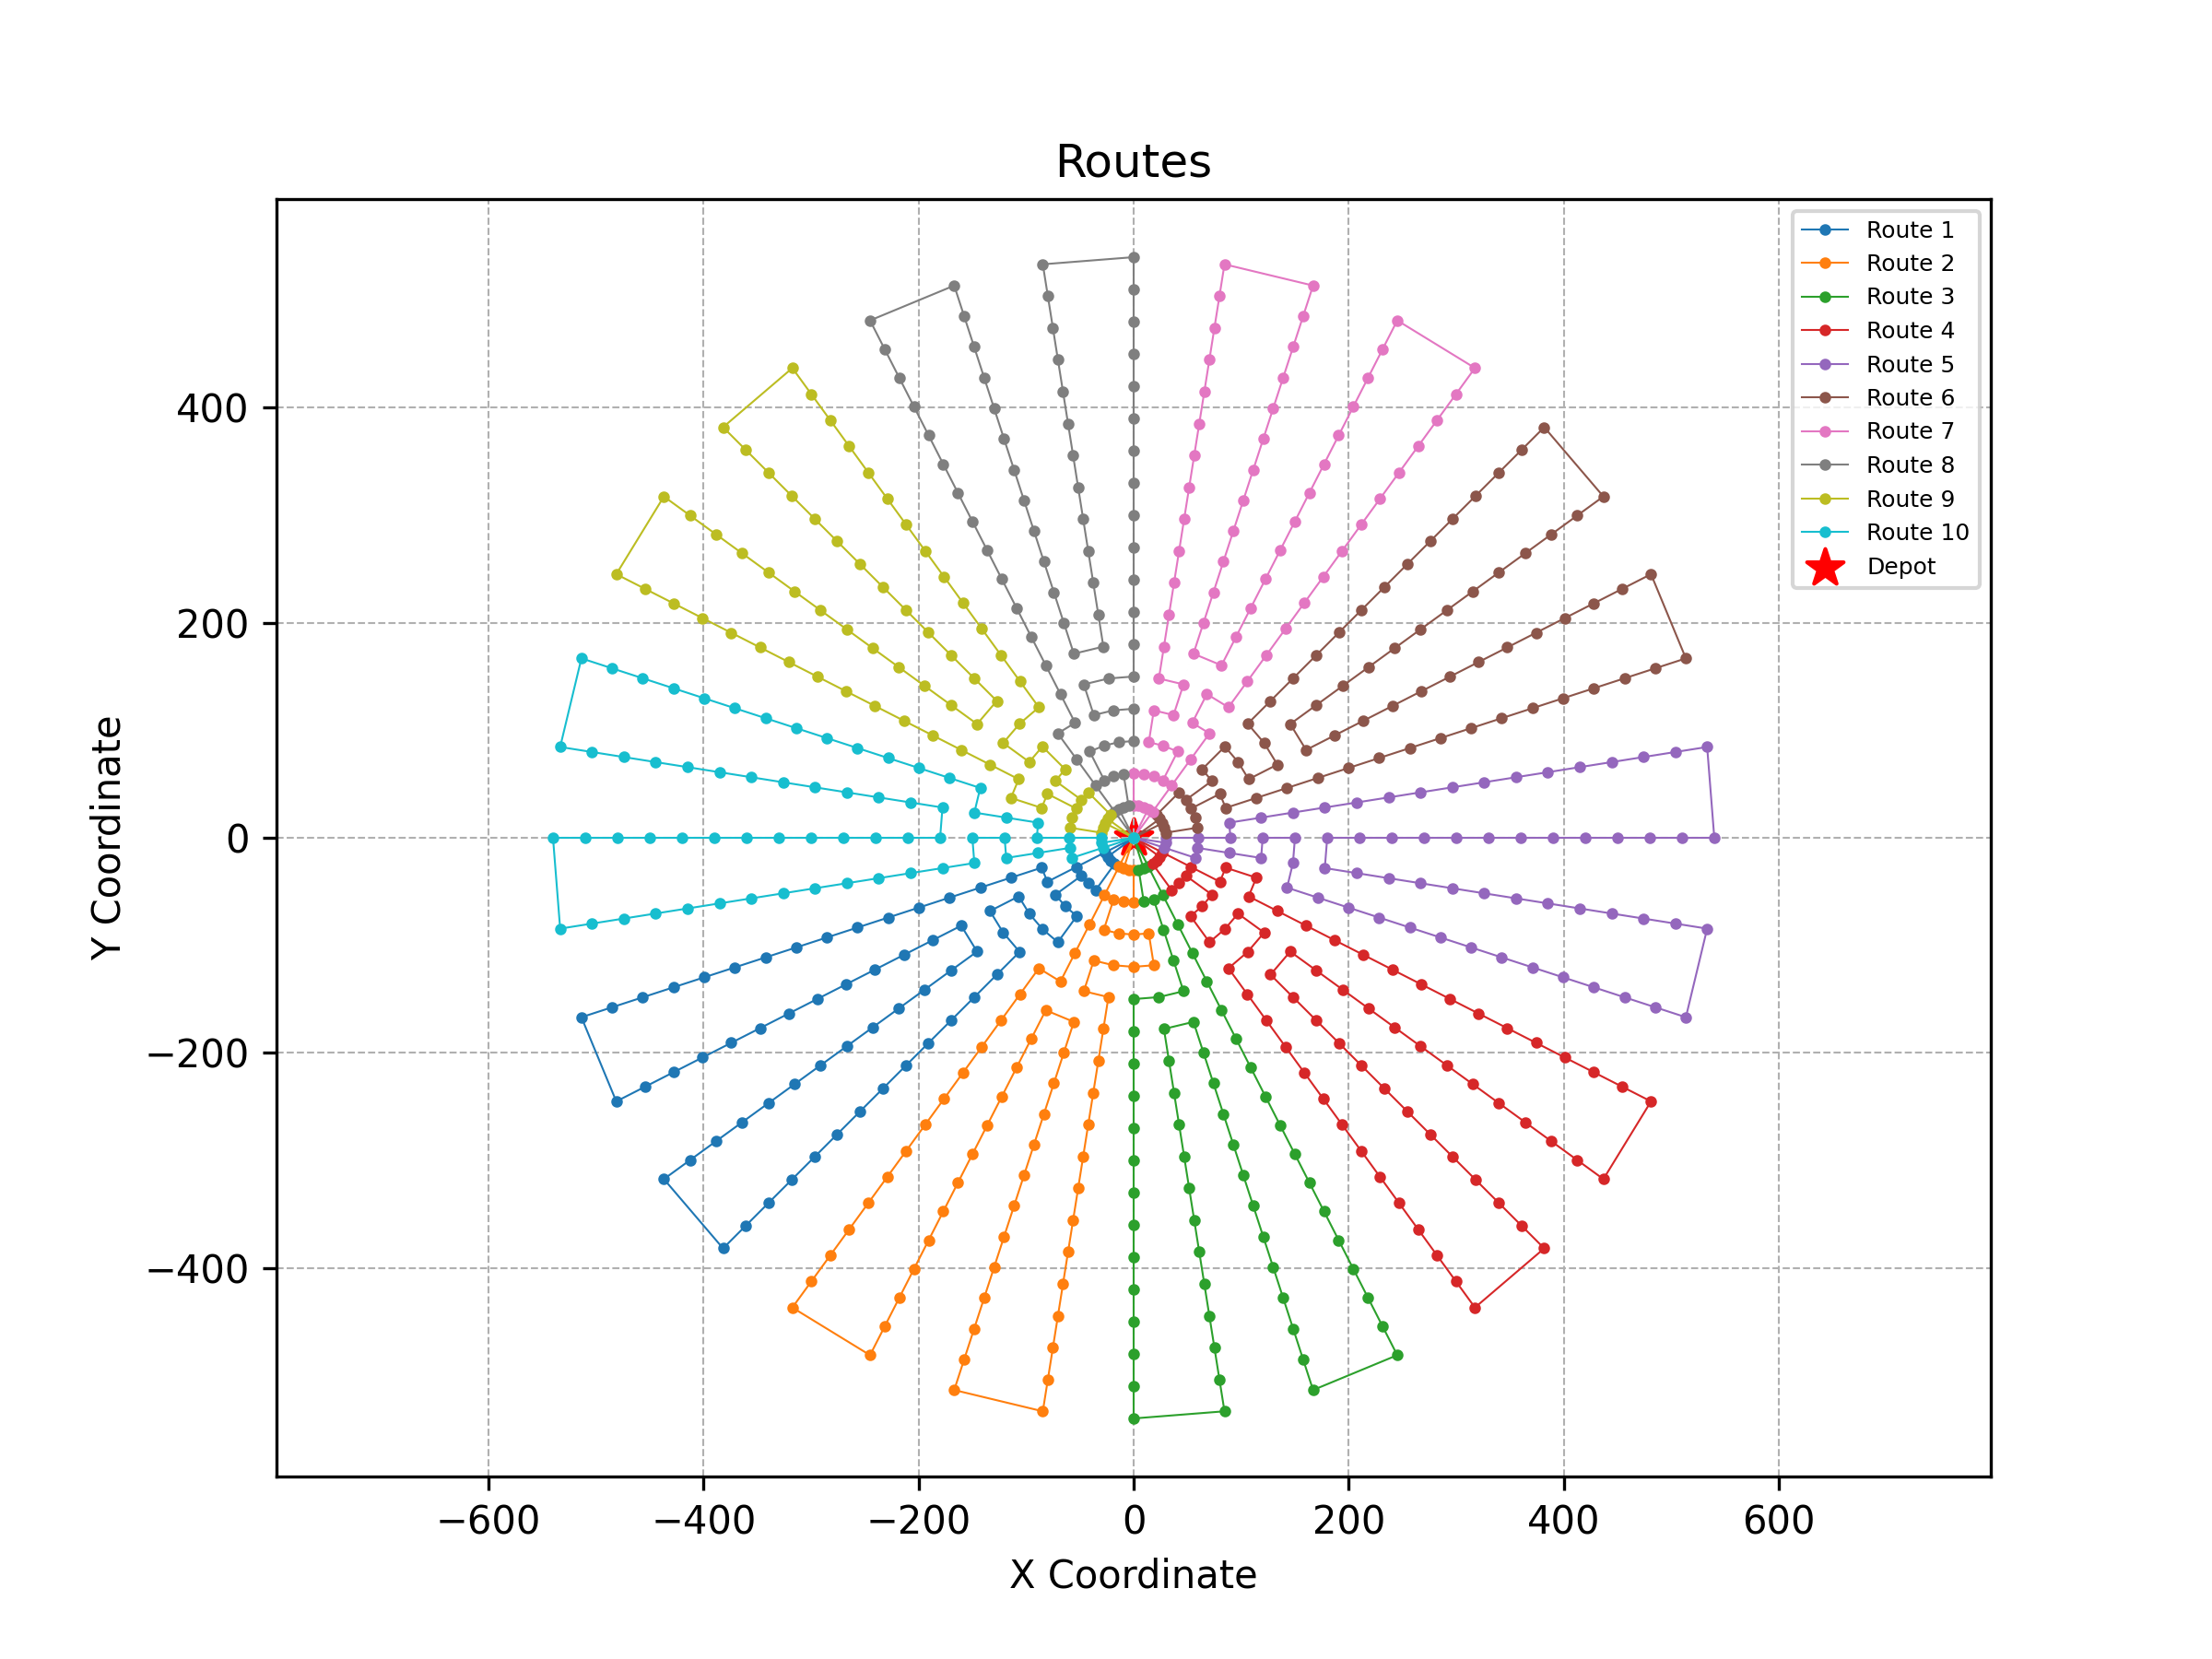 Routes
Route 1
Route 2
Route 3
Route 4
Route 5
Route 6
Route 7
Route 8
Route 9
Route 10
Depot
400
200
0
−200
−400
Y Coordinate
−600
−400
−200
0
200
400
600
X Coordinate